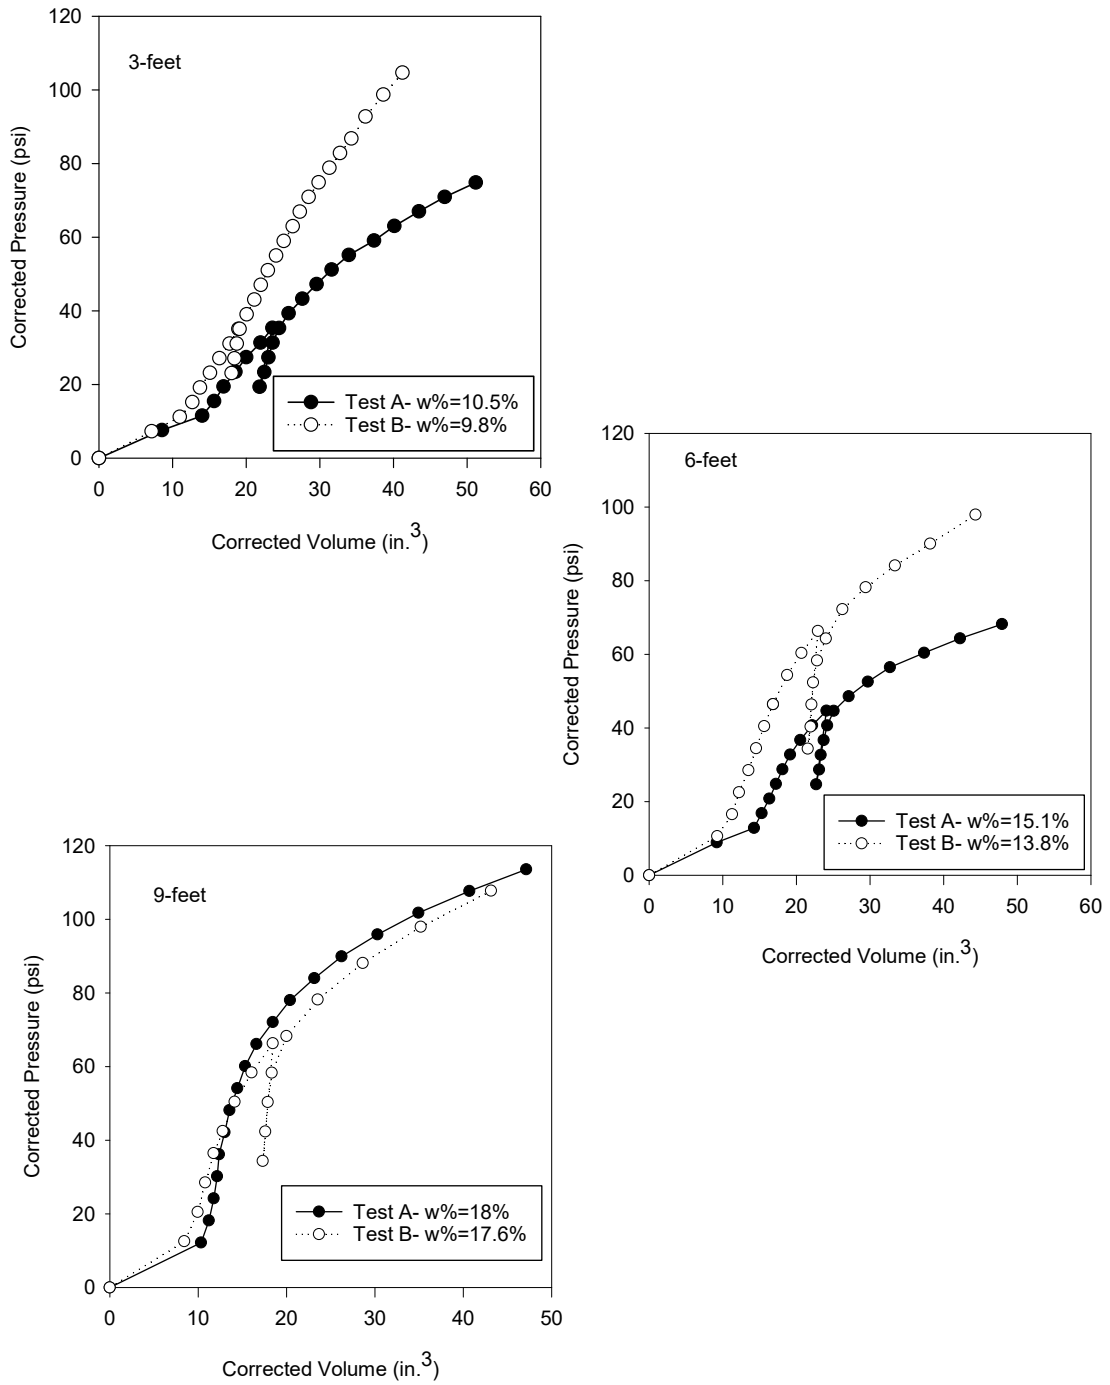 3-feet
Corrected Pressure (psi)
120
100
80
60
40
20
0
0 10 20 30 40 50 60
Corrected Volume (in.3)
Test A- w%=10.5%
Test B- w%=9.8%
6-feet
Corrected Pressure (psi)
120
100
80
60
40
20
0
0 10 20 30 40 50 60
Corrected Volume (in.3)
Test A- w%=15.1%
Test B- w%=13.8%
9-feet
Corrected Pressure (psi)
120
100
80
60
40
20
0
0 10 20 30 40 50
Corrected Volume (in.3)
Test A- w%=18%
Test B- w%=17.6%